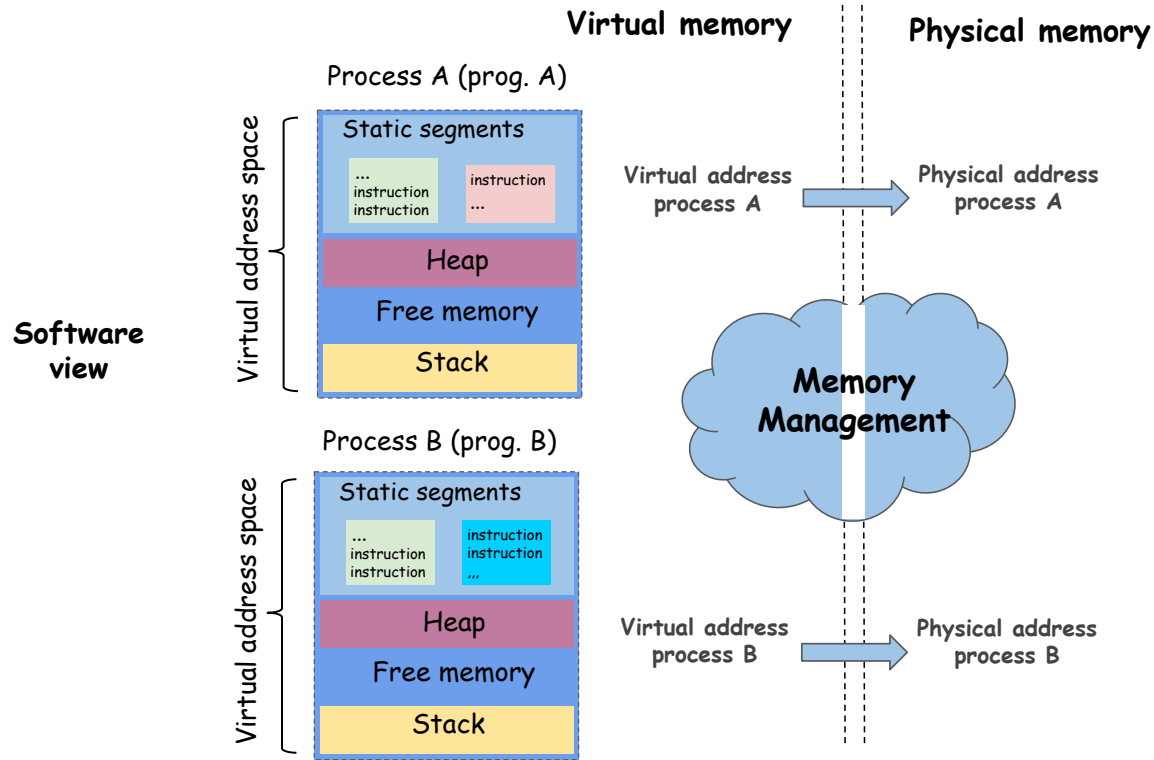 Virtual memory
Physical memory
Process A (prog. A)
Virtual address space
Static segments
...
instruction
instruction
instruction
...
Heap
Free memory
Stack
Virtual address
process A
Physical address
process A
Software
view
Memory
Management
Process B (prog. B)
Virtual address space
Static segments
...
instruction
instruction
instruction
instruction
,,,
Heap
Free memory
Stack
Virtual address
process B
Physical address
process B